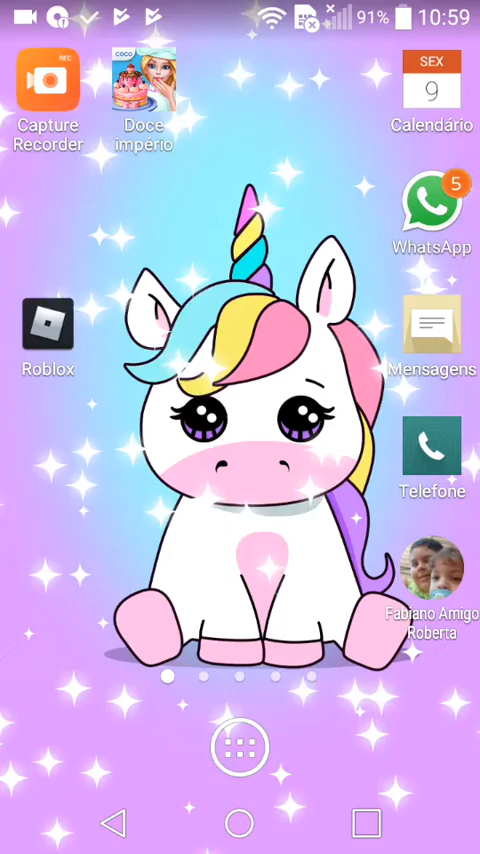 91% 10:59
REC
Capture
Recorder
COCO
Doce
império
SEX
9
Calendário
5
WhatsApp
Roblox
Mensagens
Telefone
Fabiano Amigo
Roberta